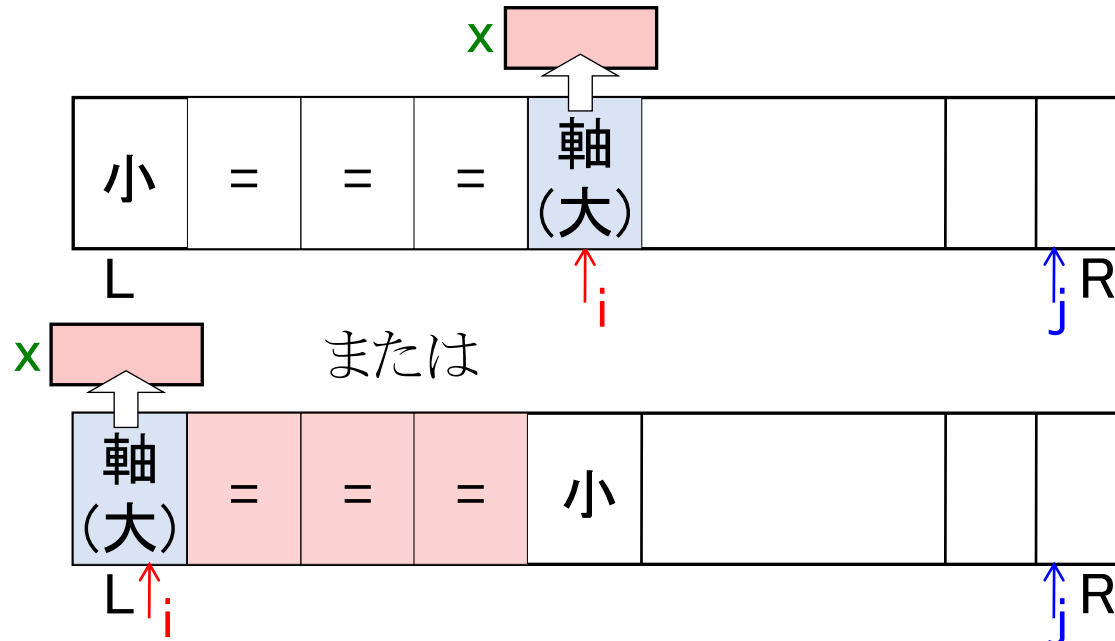 x
小 = = = 軸
(大)
L i j R
x または
軸
(大) = = = 小
L i j R